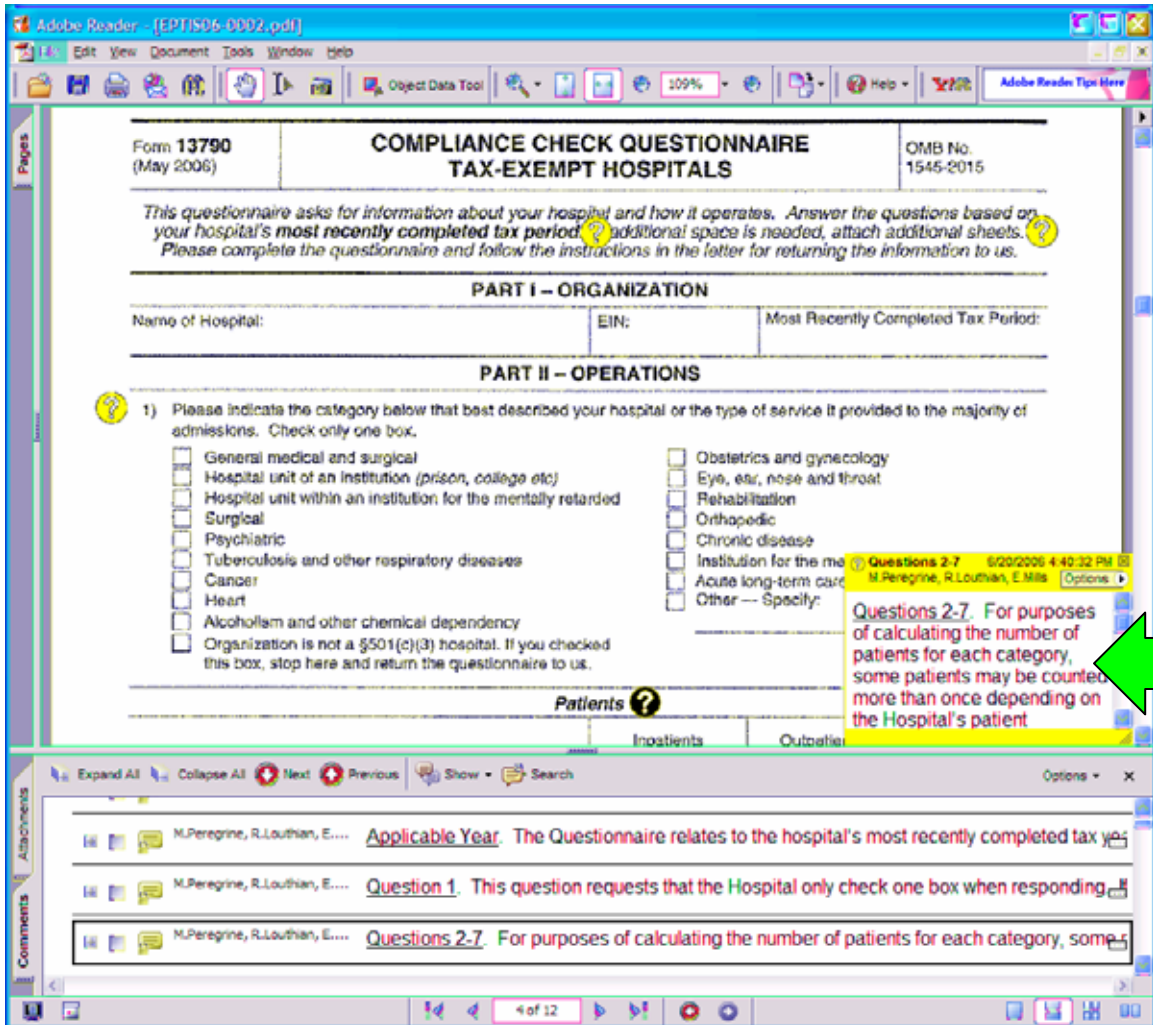 Adobe Reader - [EPTIS06-0002.pdf]
File Edit View Document Tools Window Help
Object Data Tool 109% Help Adobe Reader Tips Here
Pages
Form 13790
(May 2006)
COMPLIANCE CHECK QUESTIONNAIRE
TAX-EXEMPT HOSPITALS
OMB No.
1545-2015
This questionnaire asks for information about your hospital and how it operates. Answer the questions based on
your hospital's most recently completed tax period additional space is needed, attach additional sheets.
Please complete the questionnaire and follow the instructions in the letter for returning the information to us.
PART I – ORGANIZATION
Name of Hospital: EIN: Most Recently Completed Tax Period:
PART II – OPERATIONS
1) Please indicate the category below that best described your hospital or the type of service it provided to the majority of
admissions. Check only one box.
General medical and surgical
Hospital unit of an institution (prison, college etc)
Hospital unit within an institution for the mentally retarded
Surgical
Psychiatric
Tuberculosis and other respiratory diseases
Cancer
Heart
Alcoholism and other chemical dependency
Organization is not a §501(c)(3) hospital. If you checked
this box, stop here and return the questionnaire to us.
Obstetrics and gynecology
Eye, ear, nose and throat
Rehabilitation
Orthopedic
Chronic disease
Institution for the me
Acute long-term care
Other --- Specify:
Questions 2-7 6/20/2006 4:40:32 PM
M.Peregrine, R.Louthian, E.Mills Options
Questions 2-7. For purposes
of calculating the number of
patients for each category,
some patients may be counted
more than once depending on
the Hospital's patient
Patients
Inpatients Outpatie
Expand All Collapse All Next Previous Show Search Options
Attachments
Comments
M.Peregrine, R.Louthian, E.... Applicable Year. The Questionnaire relates to the hospital's most recently completed tax
M.Peregrine, R.Louthian, E.... Question 1. This question requests that the Hospital only check one box when responding.
M.Peregrine, R.Louthian, E.... Questions 2-7. For purposes of calculating the number of patients for each category, some
4 of 12